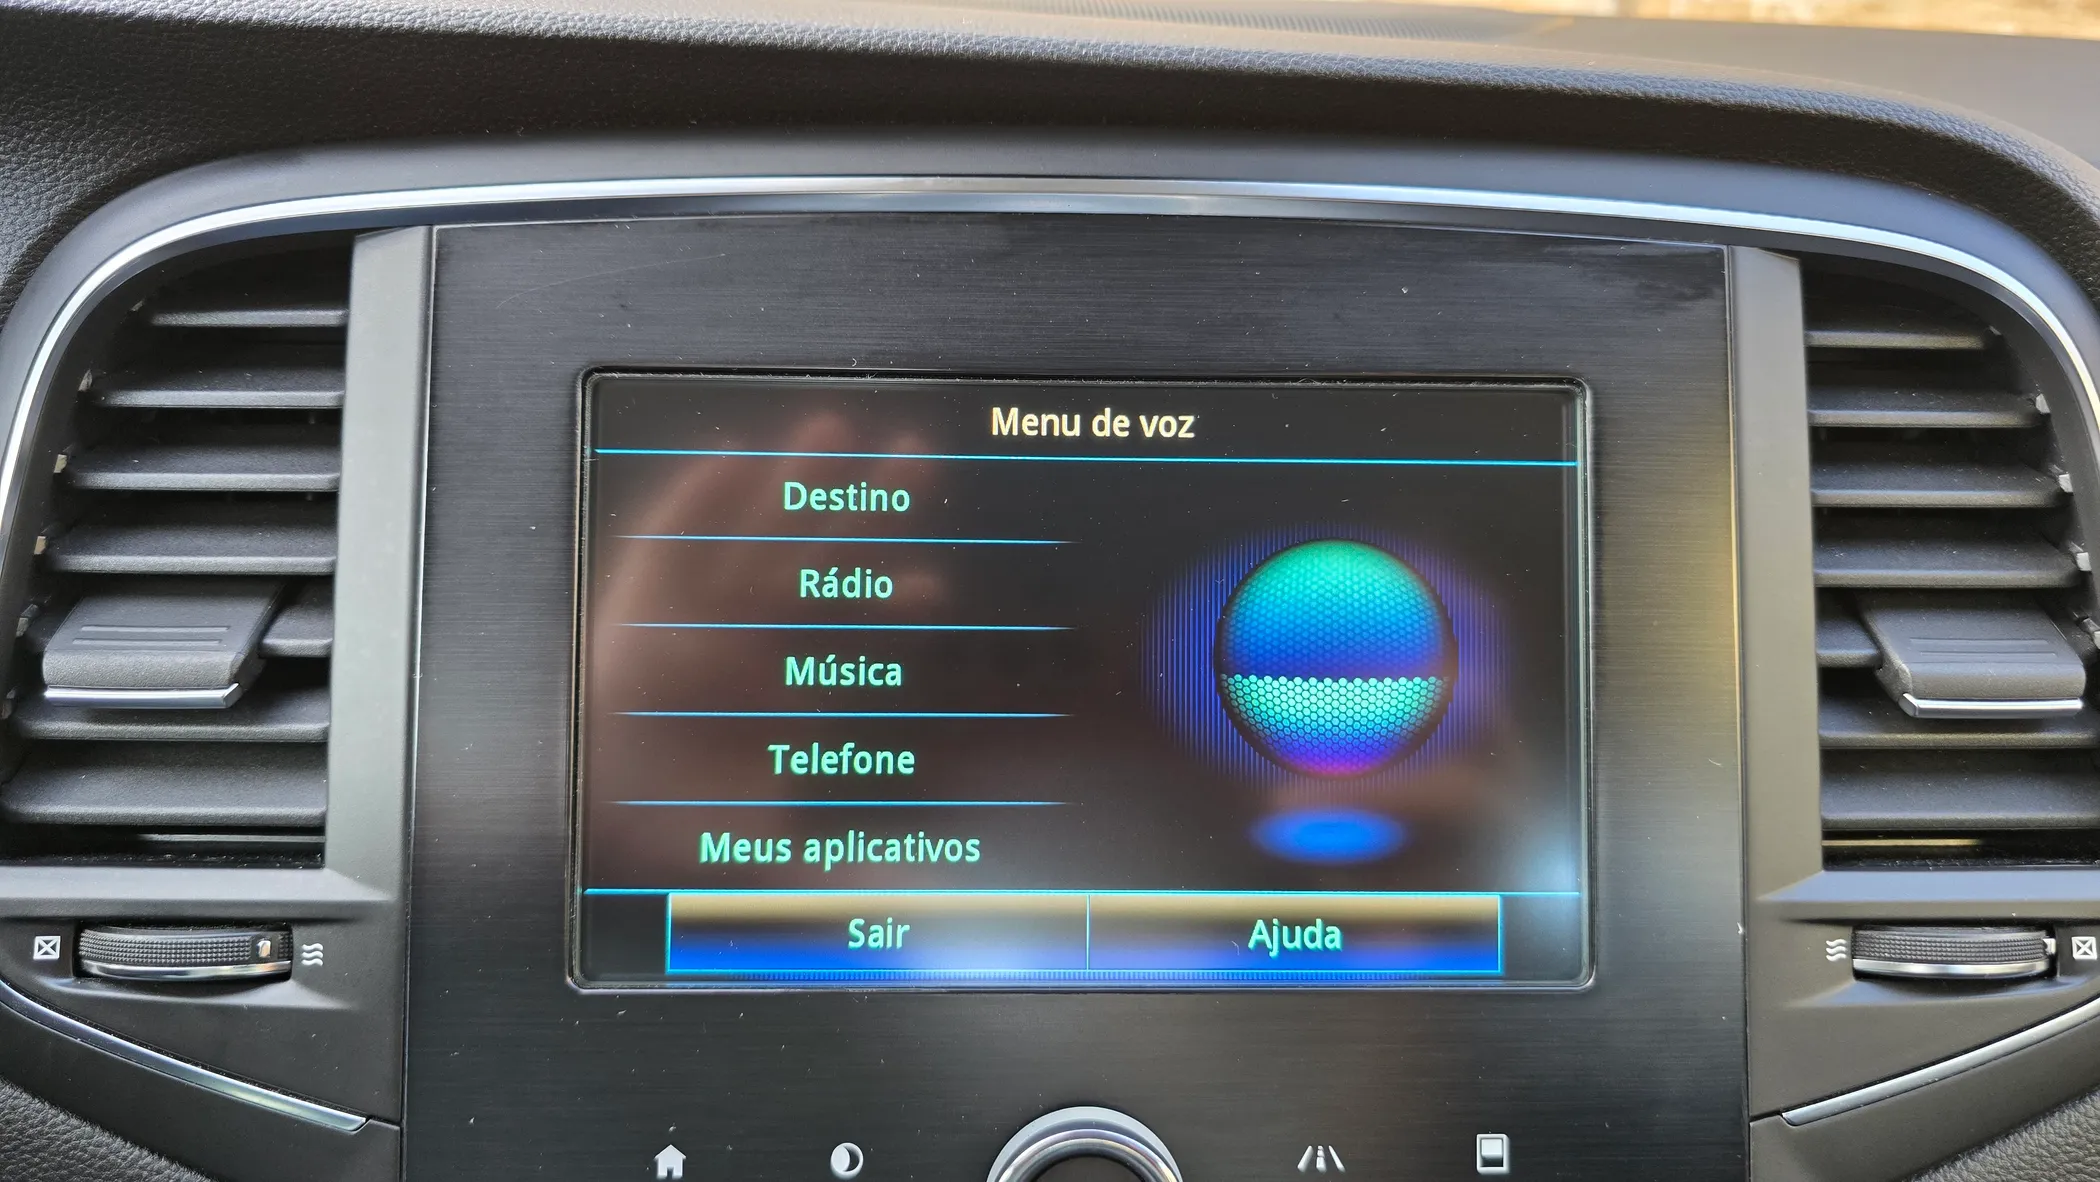 Menu de voz
Destino
Rádio
Música
Telefone
Meus aplicativos
Sair
Ajuda